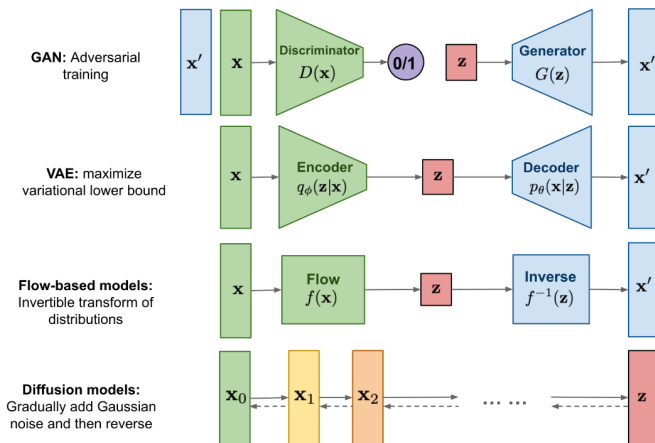 GAN: Adversarial
training
x′
x
Discriminator
D(x)
0/1
z
Generator
G(z)
x′
VAE: maximize
variational lower bound
x
Encoder
qϕ(z|x)
z
Decoder
pθ(x|z)
x′
Flow-based models:
Invertible transform of
distributions
x
Flow
f(x)
z
Inverse
f⁻¹(z)
x′
Diffusion models:
Gradually add Gaussian
noise and then reverse
x₀
x₁
x₂
... ...
z